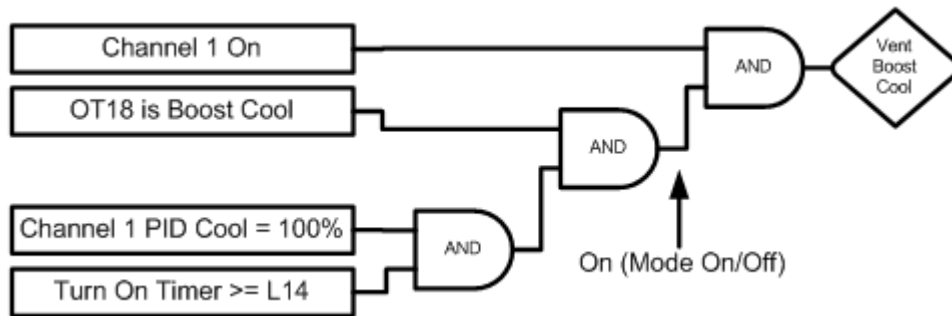 Channel 1 On
AND
Vent
Boost
Cool
OT18 is Boost Cool
AND
Channel 1 PID Cool = 100%
AND
On (Mode On/Off)
Turn On Timer >= L14